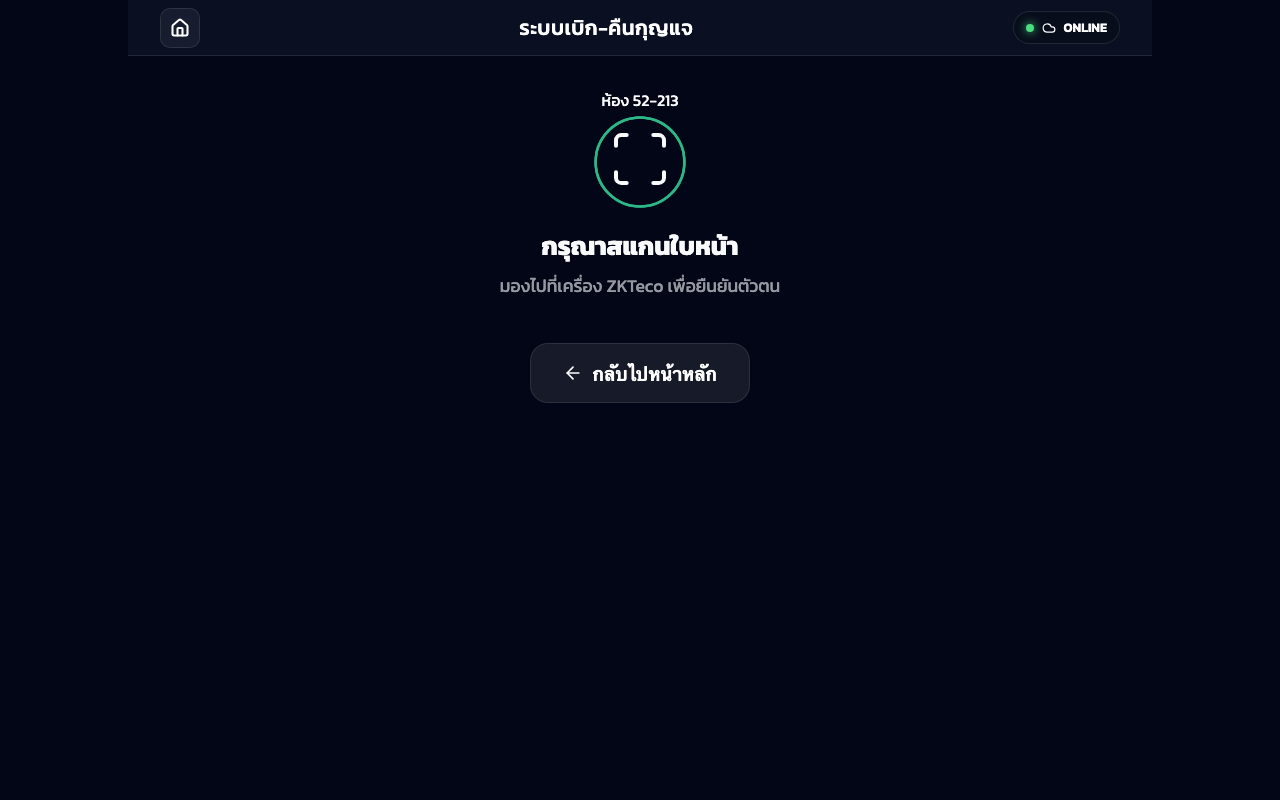 ระบบเบิก-คืนกุญแจ
ONLINE
ห้อง 52-213
กรุณาสแกนใบหน้า
มองไปที่เครื่อง ZKTeco เพื่อยืนยันตัวตน
กลับไปหน้าหลัก